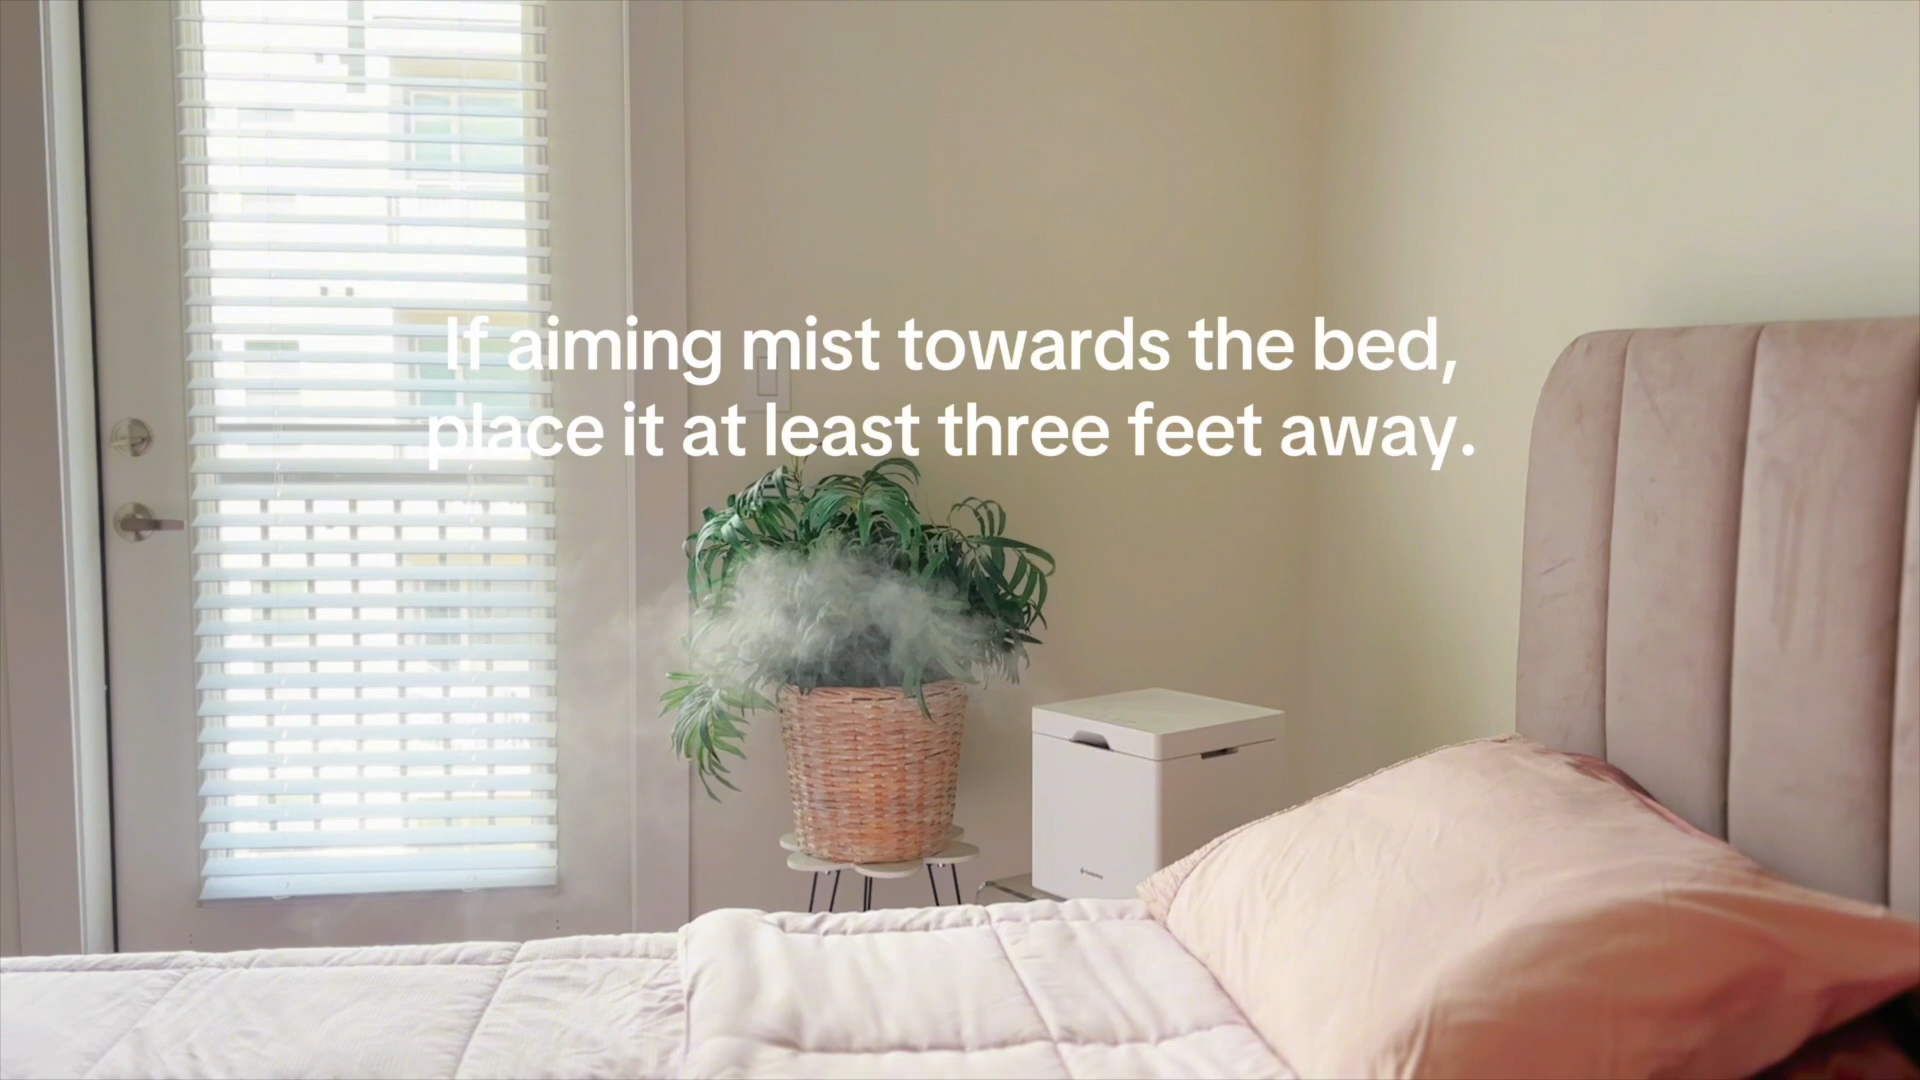 If aiming mist towards the bed,
place it at least three feet away.